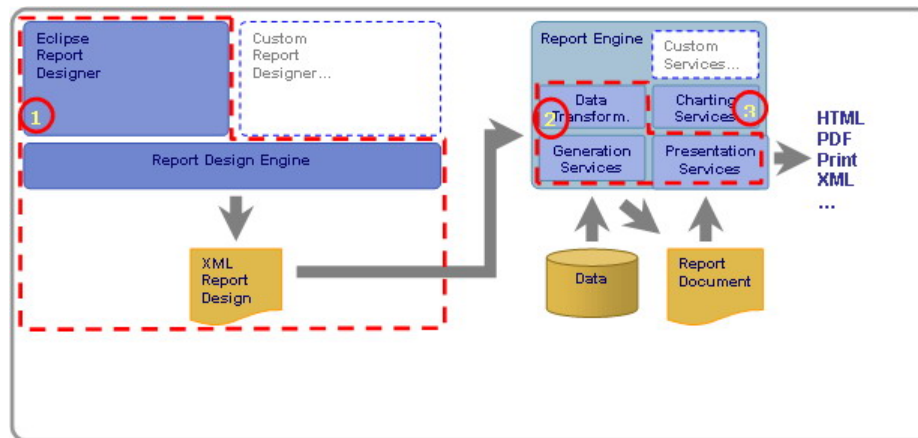 Eclipse
Report
Designer
1
Custom
Report
Designer...
Report Design Engine
XML
Report
Design
Report Engine
Custom
Services...
2
Data
Transform.
Charting
Services
3
Generation
Services
Presentation
Services
Data
Report
Document
HTML
PDF
Print
XML
...